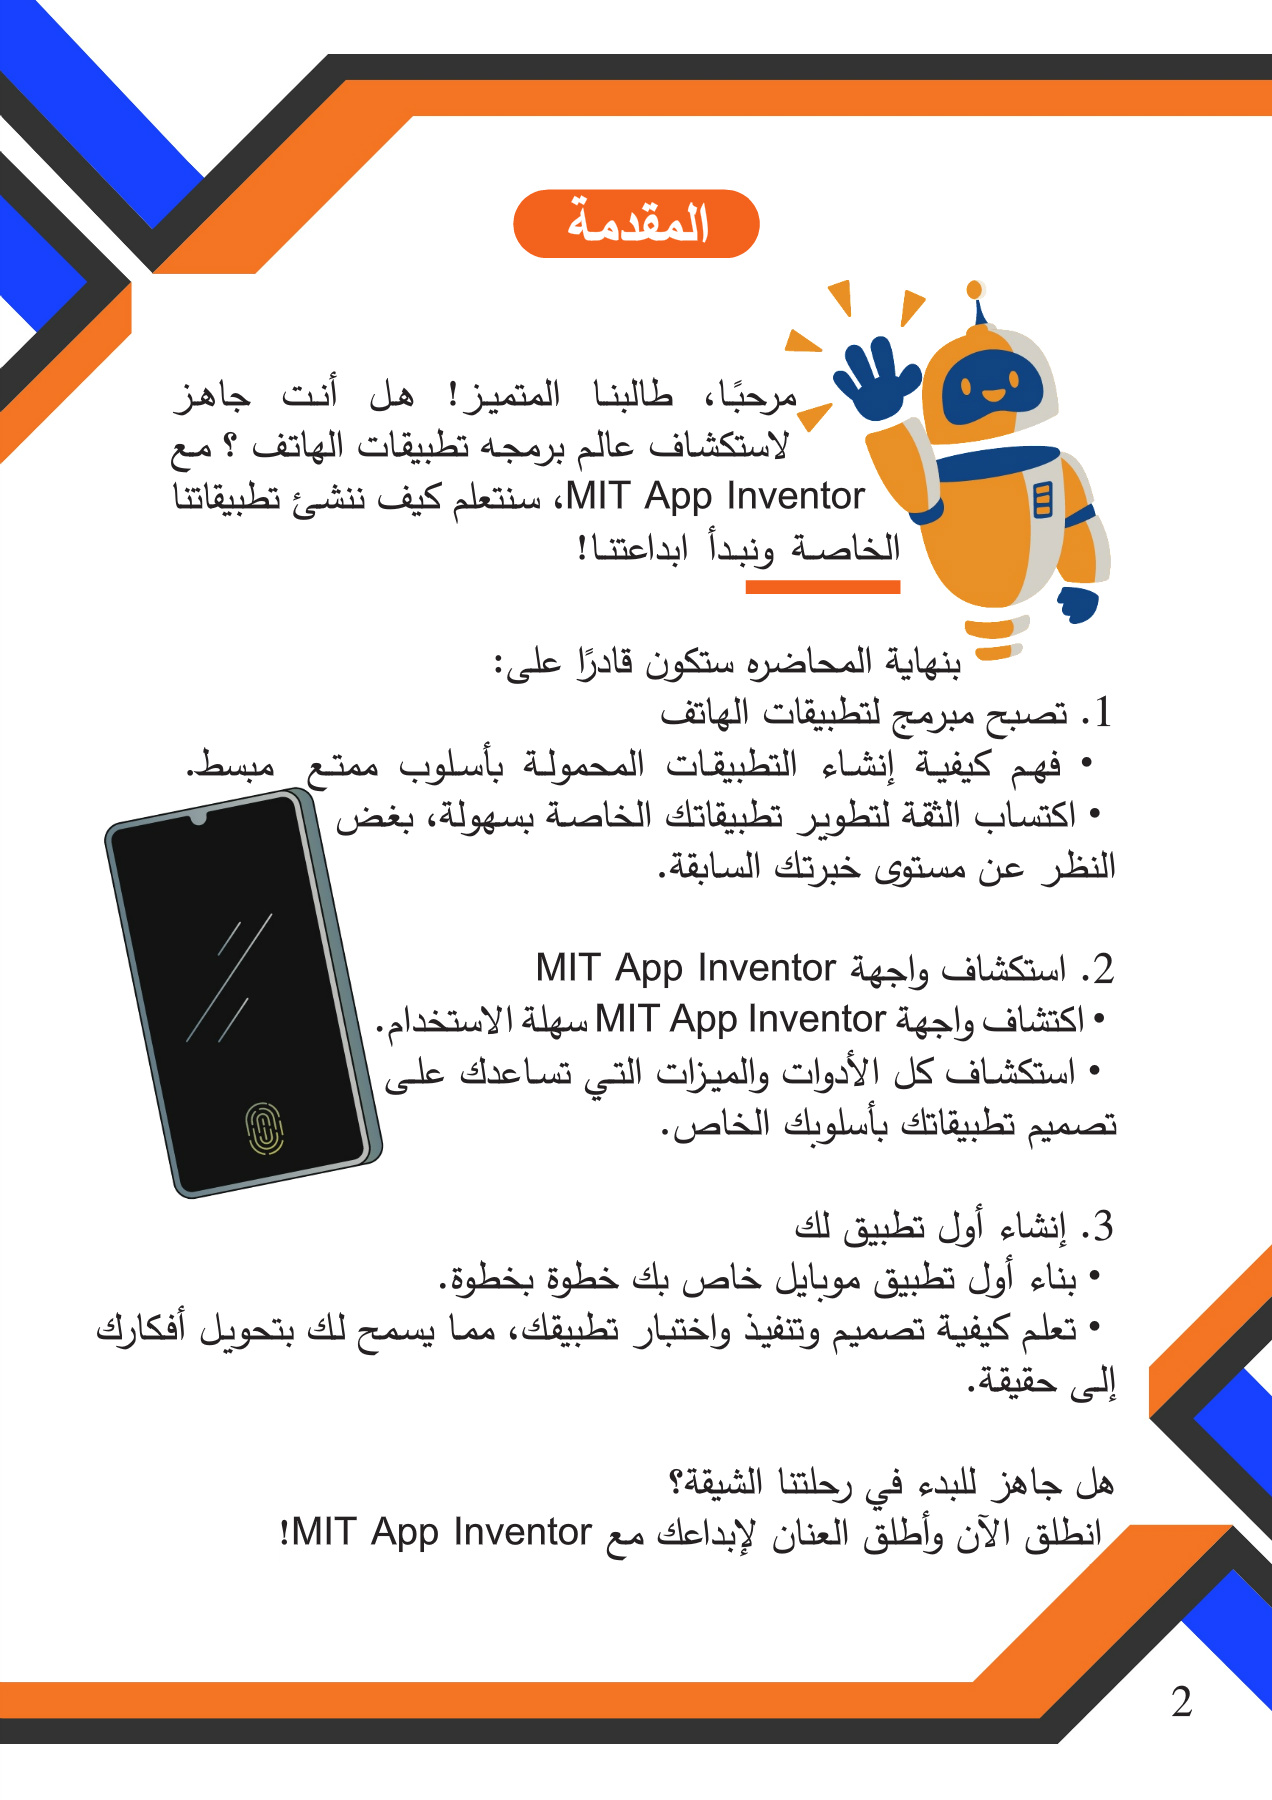 المقدمة
مرحبًا، طالبنا المتميز! هل أنت جاهز
لاستكشاف عالم برمجه تطبيقات الهاتف ؟ مع
MIT App Inventor، سنتعلم كيف ننشئ تطبيقاتنا
الخاصة ونبدأ ابداعتنا!
بنهاية المحاضره ستكون قادرًا على:
1. تصبح مبرمج لتطبيقات الهاتف
• فهم كيفية إنشاء التطبيقات المحمولة بأسلوب ممتع مبسط.
• اكتساب الثقة لتطوير تطبيقاتك الخاصة بسهولة، بغض
النظر عن مستوى خبرتك السابقة.
2. استكشاف واجهة MIT App Inventor
• اكتشاف واجهة MIT App Inventor سهلة الاستخدام.
• استكشاف كل الأدوات والميزات التي تساعدك على
تصميم تطبيقاتك بأسلوبك الخاص.
3. إنشاء أول تطبيق لك
• بناء أول تطبيق موبايل خاص بك خطوة بخطوة.
• تعلم كيفية تصميم وتنفيذ واختبار تطبيقك، مما يسمح لك بتحويل أفكارك
إلى حقيقة.
هل جاهز للبدء في رحلتنا الشيقة؟
انطلق الآن وأطلق العنان لإبداعك مع MIT App Inventor!
2